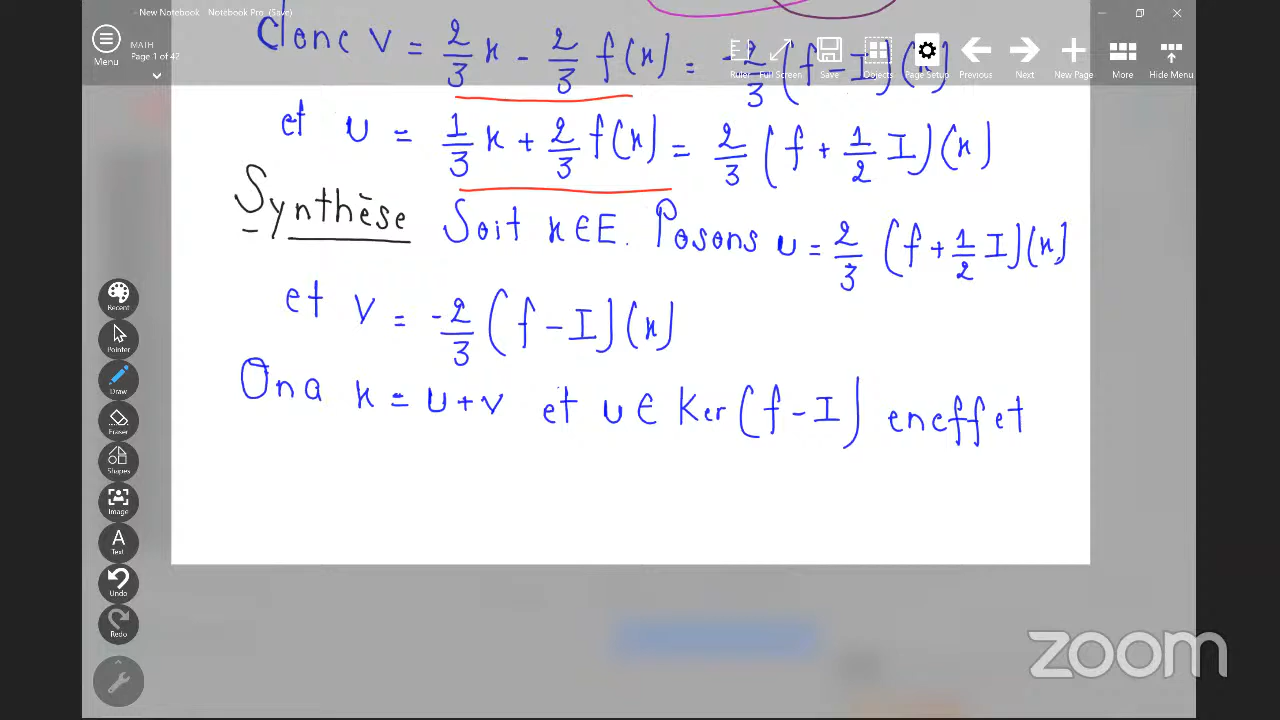 New Notebook - Notebook Pro. (Save)
Menu
MATH
Page 1 of 42
Ruler
Full Screen
Save
Objects
Page Setup
Previous
Next
New Page
More
Hide Menu
donc v = 2/3 x - 2/3 f(x) = -2/3 (f - I)(x)
et u = 1/3 x + 2/3 f(x) = 2/3 (f + 1/2 I)(x)
Synthèse Soit x ∈ E. Posons u = 2/3 (f + 1/2 I)(x)
et v = -2/3 (f - I)(x)
On a x = u + v et u ∈ Ker (f - I) en effet
Recent
Pointer
Draw
Eraser
Shapes
Image
A
Text
Undo
Redo
zoom